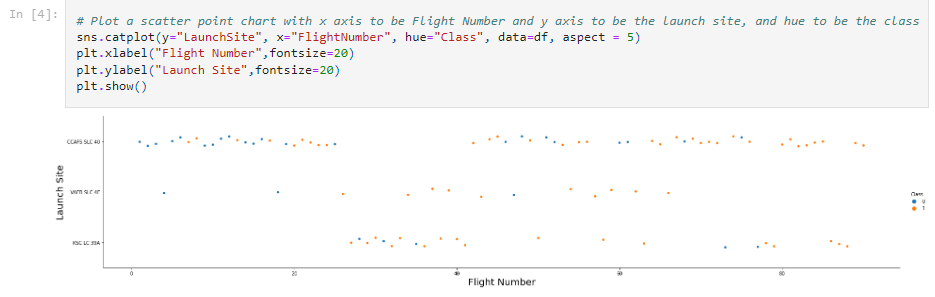 In [4]:
# Plot a scatter point chart with x axis to be Flight Number and y axis to be the launch site, and hue to be the class
sns.catplot(y="LaunchSite", x="FlightNumber", hue="Class", data=df, aspect = 5)
plt.xlabel("Flight Number",fontsize=20)
plt.ylabel("Launch Site",fontsize=20)
plt.show()
CCAFS SLC 40
VAFB SLC 4E
KSC LC 39A
Launch Site
Class
0
1
0 20 40 60 80
Flight Number